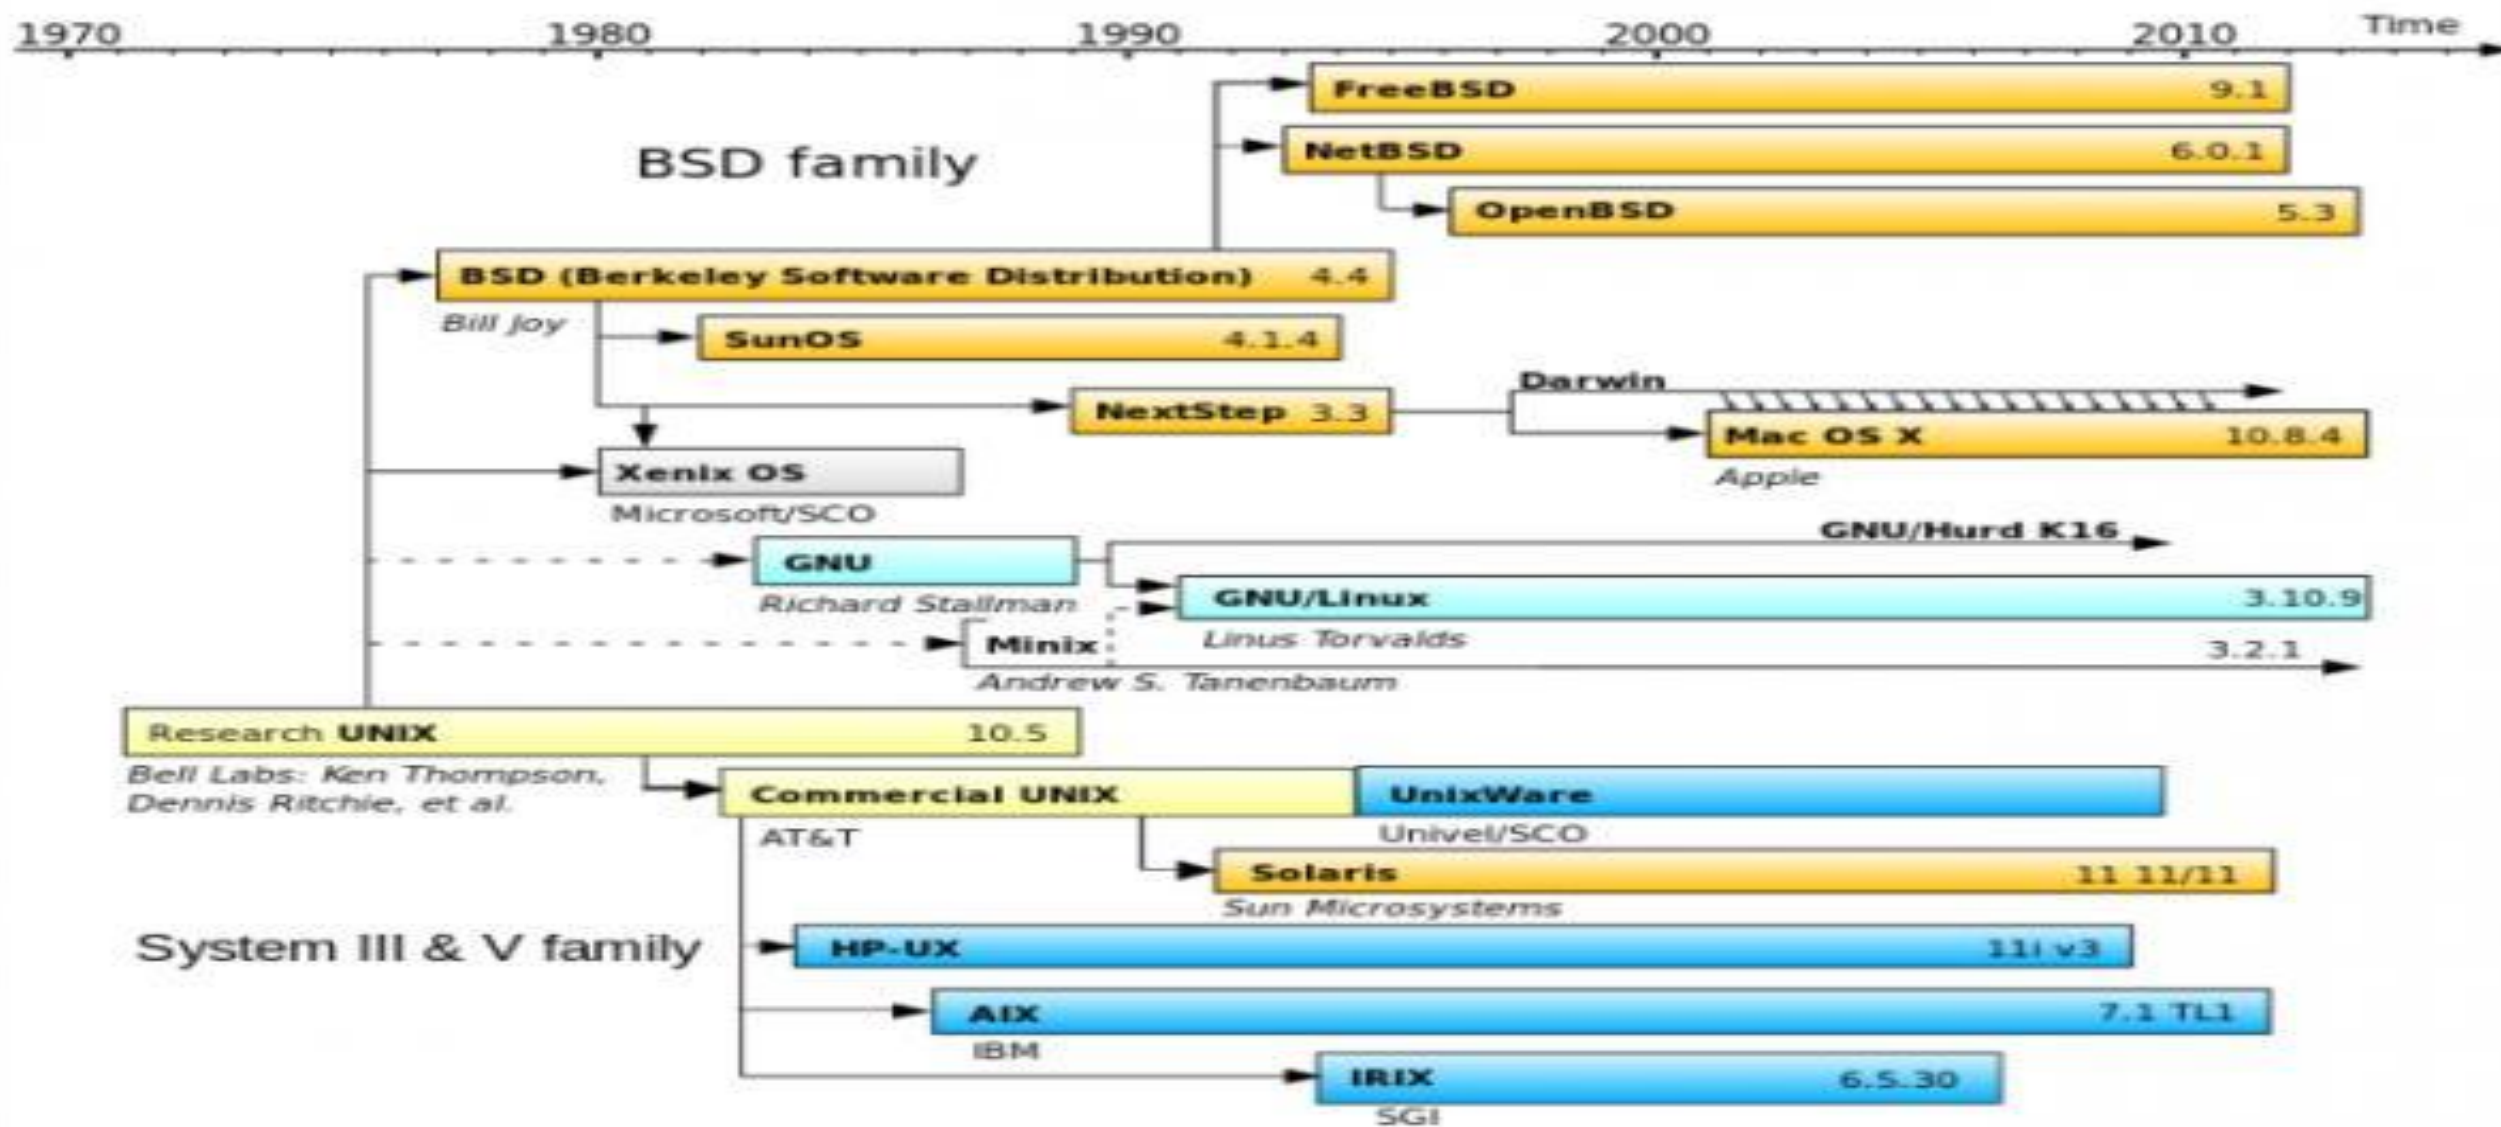 1970 1980 1990 2000 2010 Time
FreeBSD 9.1
BSD family
NetBSD 6.0.1
OpenBSD 5.3
BSD (Berkeley Software Distribution) 4.4
Bill Joy
SunOS 4.1.4
Darwin
NextStep 3.3
Mac OS X 10.8.4
Apple
Xenix OS
Microsoft/SCO
GNU/Hurd K16
GNU
Richard Stallman
GNU/Linux 3.10.9
Linus Torvalds
Minix 3.2.1
Andrew S. Tanenbaum
Research UNIX 10.5
Bell Labs: Ken Thompson,
Dennis Ritchie, et al.
Commercial UNIX
AT&T
UnixWare
Univel/SCO
Solaris 11 11/11
Sun Microsystems
System III & V family
HP-UX 11i v3
AIX 7.1 TL1
IBM
IRIX 6.5.30
SGI